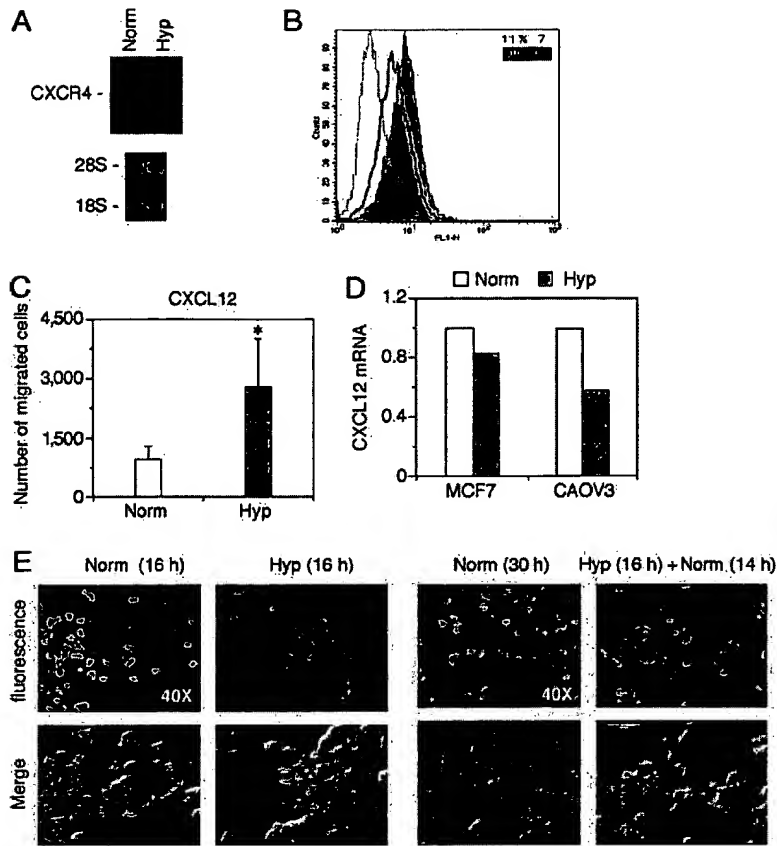 A
Norm
Hyp
CXCR4 -
28S -
18S -
B
11% 7
Counts
FL1-H
C
CXCL12
Number of migrated cells
4,500
3,000
1,500
0
*
Norm
Hyp
D
Norm
Hyp
CXCL12 mRNA
1.2
0.8
0.4
0
MCF7
CAOV3
E
Norm (16 h)
Hyp (16 h)
Norm (30 h)
Hyp (16 h) + Norm (14 h)
fluorescence
40X
40X
Merge